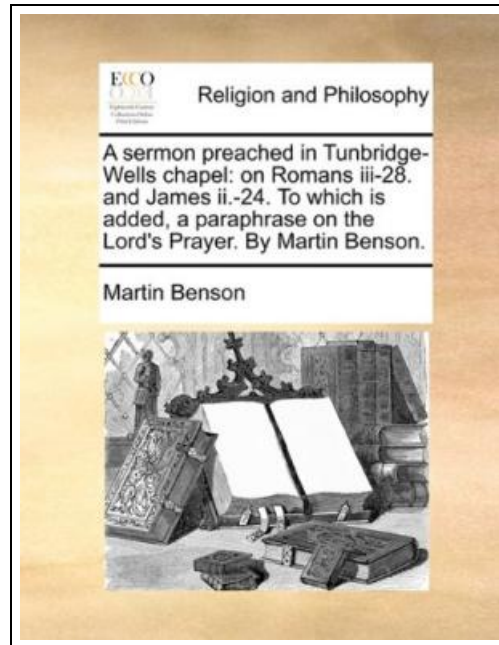 ECCO
Religion and Philosophy
A sermon preached in Tunbridge-
Wells chapel: on Romans iii-28.
and James ii.-24. To which is
added, a paraphrase on the
Lord's Prayer. By Martin Benson.
Martin Benson